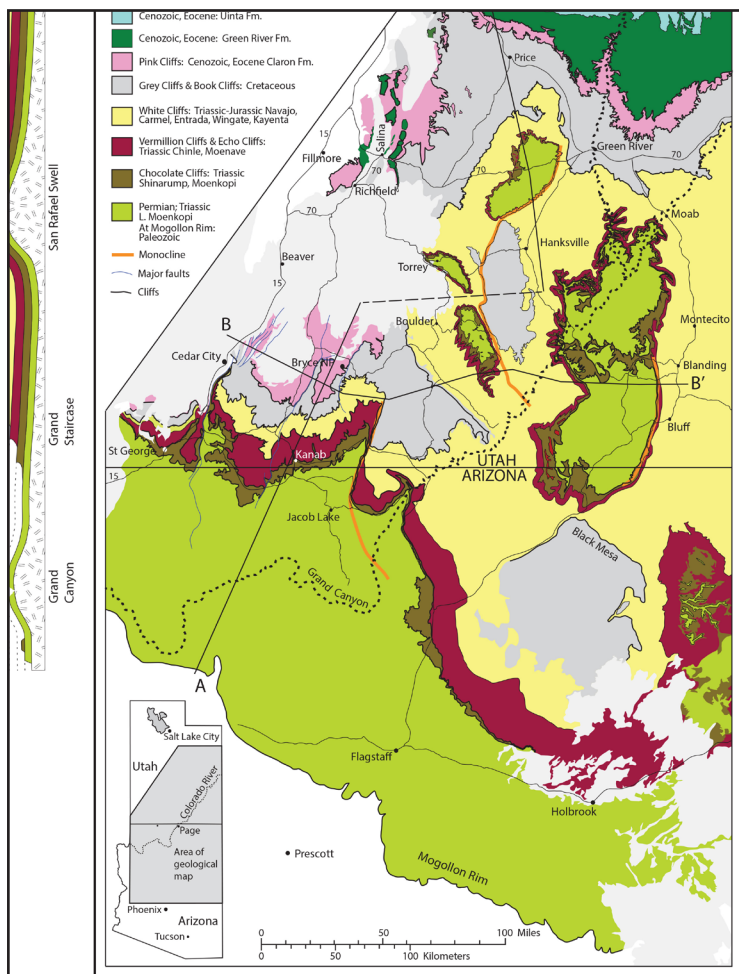 San Rafael Swell
Grand
Staircase
Grand
Canyon
Cenozoic, Eocene: Uinta Fm.
Cenozoic, Eocene: Green River Fm.
Pink Cliffs: Cenozoic, Eocene Claron Fm.
Grey Cliffs & Book Cliffs: Cretaceous
White Cliffs: Triassic-Jurassic Navajo,
Carmel, Entrada, Wingate, Kayenta
Vermillion Cliffs & Echo Cliffs:
Triassic Chinle, Moenave
Chocolate Cliffs: Triassic
Shinarump, Moenkopi
Permian; Triassic
L. Moenkopi
At Mogollon Rim:
Paleozoic
Monocline
Major faults
Cliffs
Price
15
Salina
Fillmore
70
Green River
70
Richfield
70
Moab
Hanksville
Beaver
Torrey
15
Boulder
Montecito
B
Cedar City
Bryce NP
Blanding
B'
Bluff
St George
Kanab
UTAH
ARIZONA
15
Jacob Lake
Black Mesa
Grand Canyon
A
Salt Lake City
Utah
Colorado River
Page
Area of
geological
map
Phoenix
Arizona
Tucson
Flagstaff
Holbrook
Prescott
Mogollon Rim
0 50 100 Miles
0 50 100 Kilometers